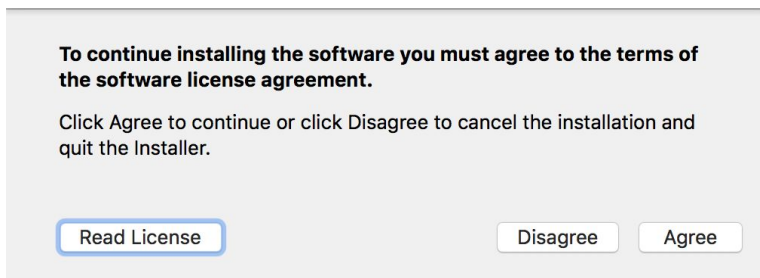 To continue installing the software you must agree to the terms of
the software license agreement.
Click Agree to continue or click Disagree to cancel the installation and
quit the Installer.
Read License
Disagree
Agree